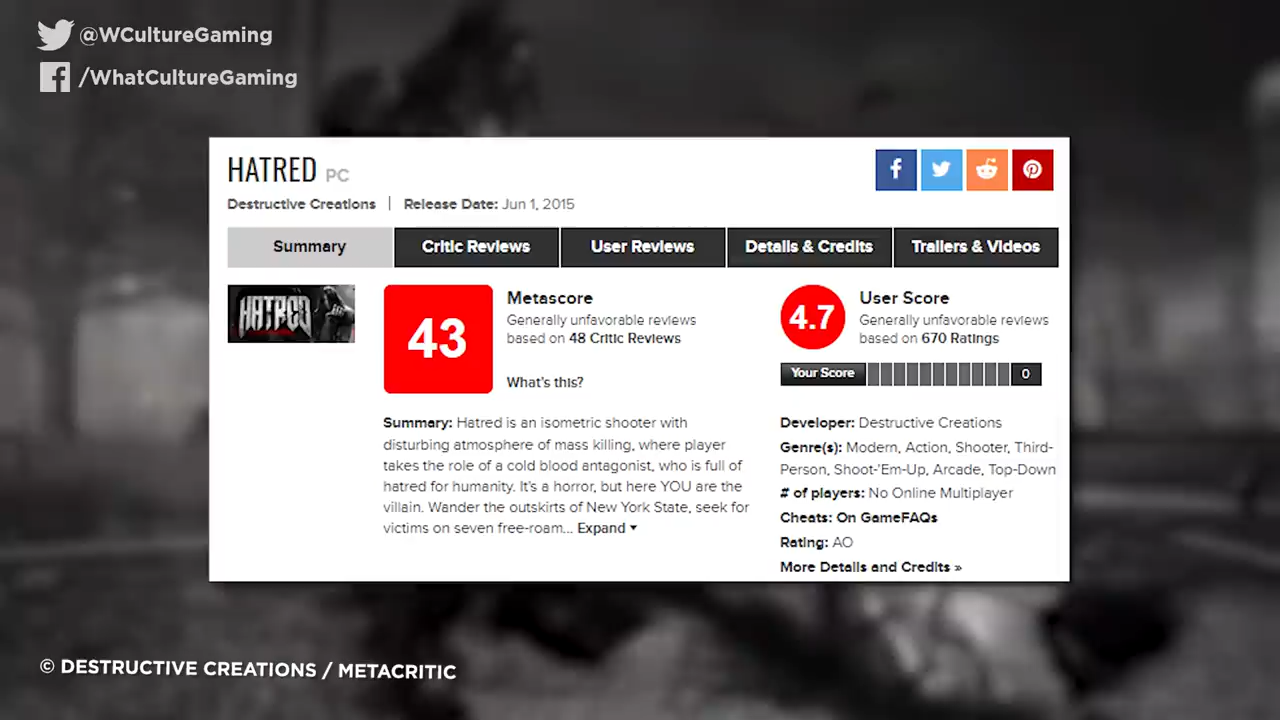 @WCultureGaming
/WhatCultureGaming
HATRED PC
Destructive Creations | Release Date: Jun 1, 2015
Summary Critic Reviews User Reviews Details & Credits Trailers & Videos
HATRED
43
Metascore
Generally unfavorable reviews
based on 48 Critic Reviews
What's this?
4.7
User Score
Generally unfavorable reviews
based on 670 Ratings
Your Score 0
Summary: Hatred is an isometric shooter with
disturbing atmosphere of mass killing, where player
takes the role of a cold blood antagonist, who is full of
hatred for humanity. It's a horror, but here YOU are the
villain. Wander the outskirts of New York State, seek for
victims on seven free-roam... Expand
Developer: Destructive Creations
Genre(s): Modern, Action, Shooter, Third-
Person, Shoot-'Em-Up, Arcade, Top-Down
# of players: No Online Multiplayer
Cheats: On GameFAQs
Rating: AO
More Details and Credits »
© DESTRUCTIVE CREATIONS / METACRITIC